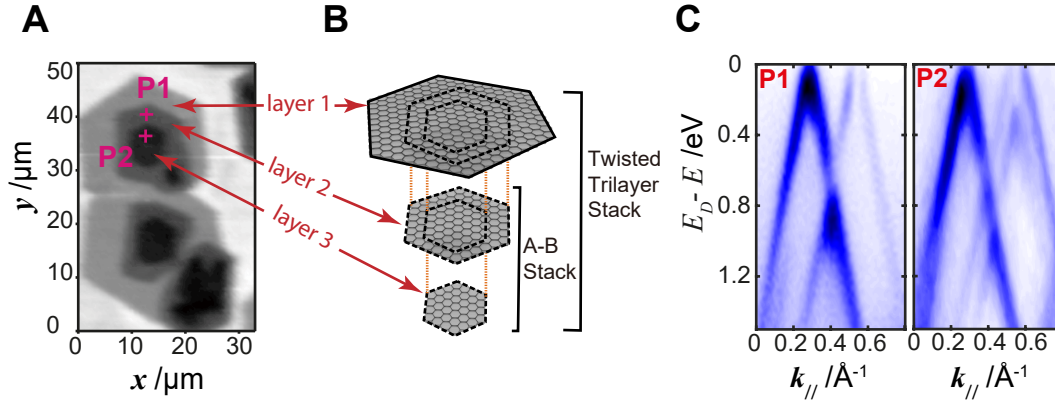 A
B
C
50
40
30
20
10
0
y /µm
0
10
20
30
x /µm
P1
P2
layer 1
layer 2
layer 3
Twisted
Trilayer
Stack
A-B
Stack
P1
P2
0
0.4
0.8
1.2
E_D - E /eV
0 0.2 0.4 0.6
0 0.2 0.4 0.6
k_// /Å⁻¹
k_// /Å⁻¹